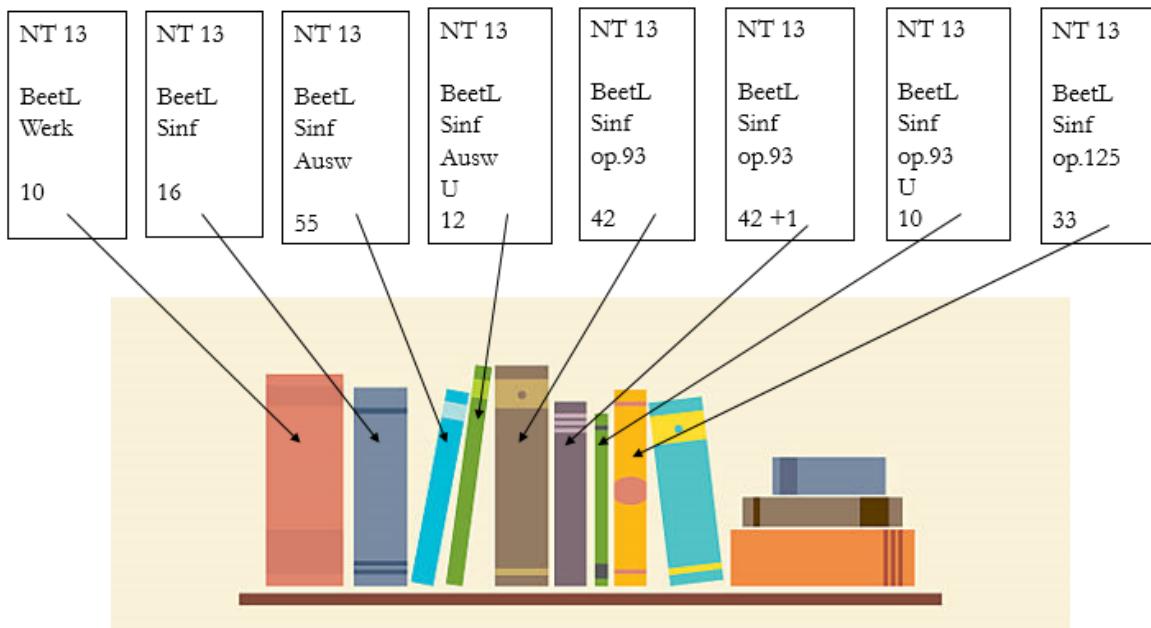 NT 13
BeetL
Werk
10
NT 13
BeetL
Sinf
16
NT 13
BeetL
Sinf
Ausw
55
NT 13
BeetL
Sinf
Ausw
U
12
NT 13
BeetL
Sinf
op.93
42
NT 13
BeetL
Sinf
op.93
42 +1
NT 13
BeetL
Sinf
op.93
U
10
NT 13
BeetL
Sinf
op.125
33